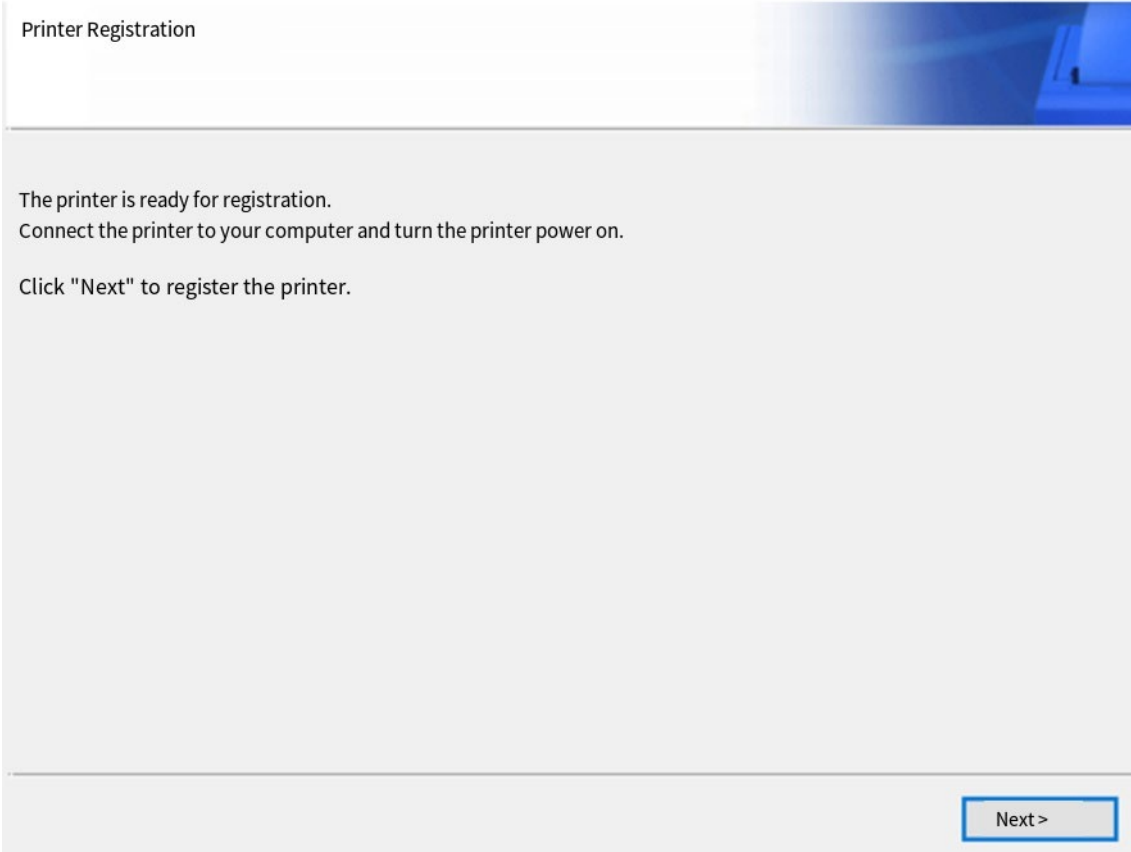 Printer Registration
The printer is ready for registration.
Connect the printer to your computer and turn the printer power on.
Click "Next" to register the printer.
Next >